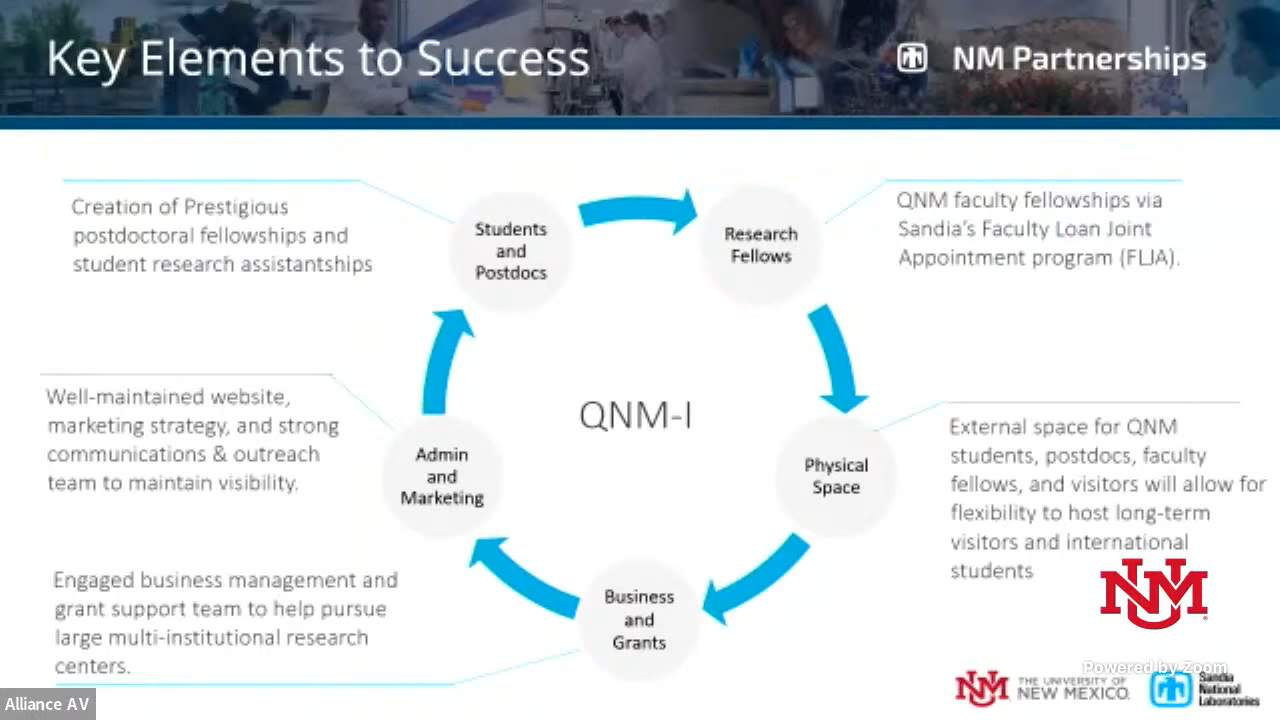 Key Elements to Success
NM Partnerships
Creation of Prestigious
postdoctoral fellowships and
student research assistantships
Students
and
Postdocs
Research
Fellows
QNM faculty fellowships via
Sandia's Faculty Loan Joint
Appointment program (FLJA).
Well-maintained website,
marketing strategy, and strong
communications & outreach
team to maintain visibility.
Admin
and
Marketing
QNM-I
Physical
Space
External space for QNM
students, postdocs, faculty
fellows, and visitors will allow for
flexibility to host long-term
visitors and international
students
Engaged business management and
grant support team to help pursue
large multi-institutional research
centers.
Business
and
Grants
UNM
Powered by Zoom
UNM
THE UNIVERSITY OF
NEW MEXICO.
Sandia
National
Laboratories
Alliance AV